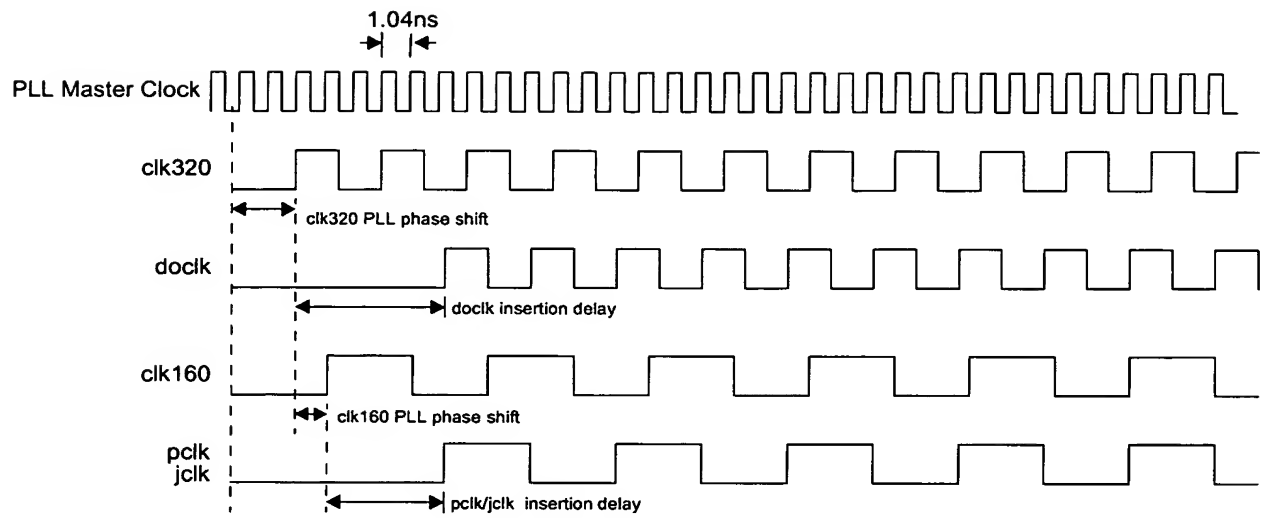 1.04ns
PLL Master Clock
clk320
clk320 PLL phase shift
doclk
doclk insertion delay
clk160
clk160 PLL phase shift
pclk
jclk
pclk/jclk insertion delay